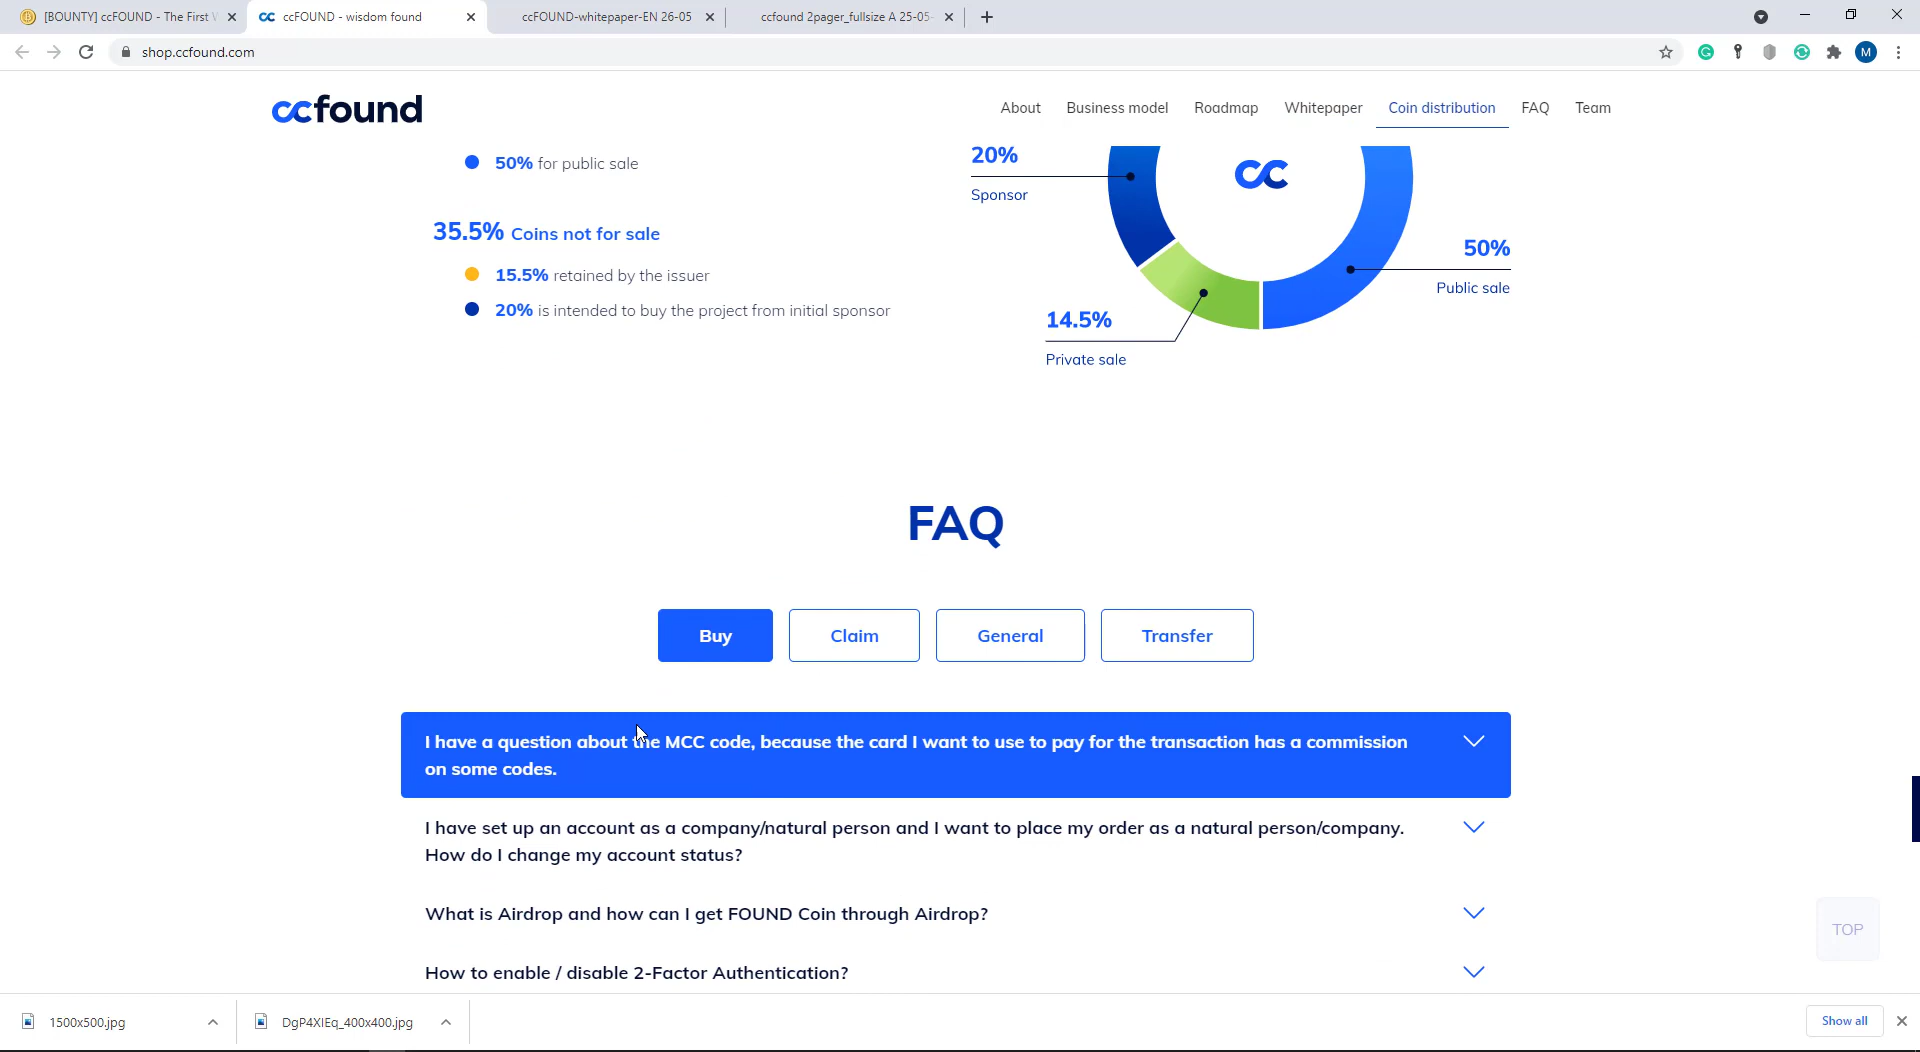 [BOUNTY] ccFOUND - The First W
ccFOUND - wisdom found
ccFOUND-whitepaper-EN 26-05
ccfound 2pager_fullsize A 25-05-
shop.ccfound.com
M
ccfound
About
Business model
Roadmap
Whitepaper
Coin distribution
FAQ
Team
50% for public sale
35.5% Coins not for sale
15.5% retained by the issuer
20% is intended to buy the project from initial sponsor
20%
Sponsor
cc
50%
Public sale
14.5%
Private sale
FAQ
Buy
Claim
General
Transfer
I have a question about the MCC code, because the card I want to use to pay for the transaction has a commission
on some codes.
I have set up an account as a company/natural person and I want to place my order as a natural person/company.
How do I change my account status?
What is Airdrop and how can I get FOUND Coin through Airdrop?
How to enable / disable 2-Factor Authentication?
TOP
1500x500.jpg
DgP4XIEq_400x400.jpg
Show all